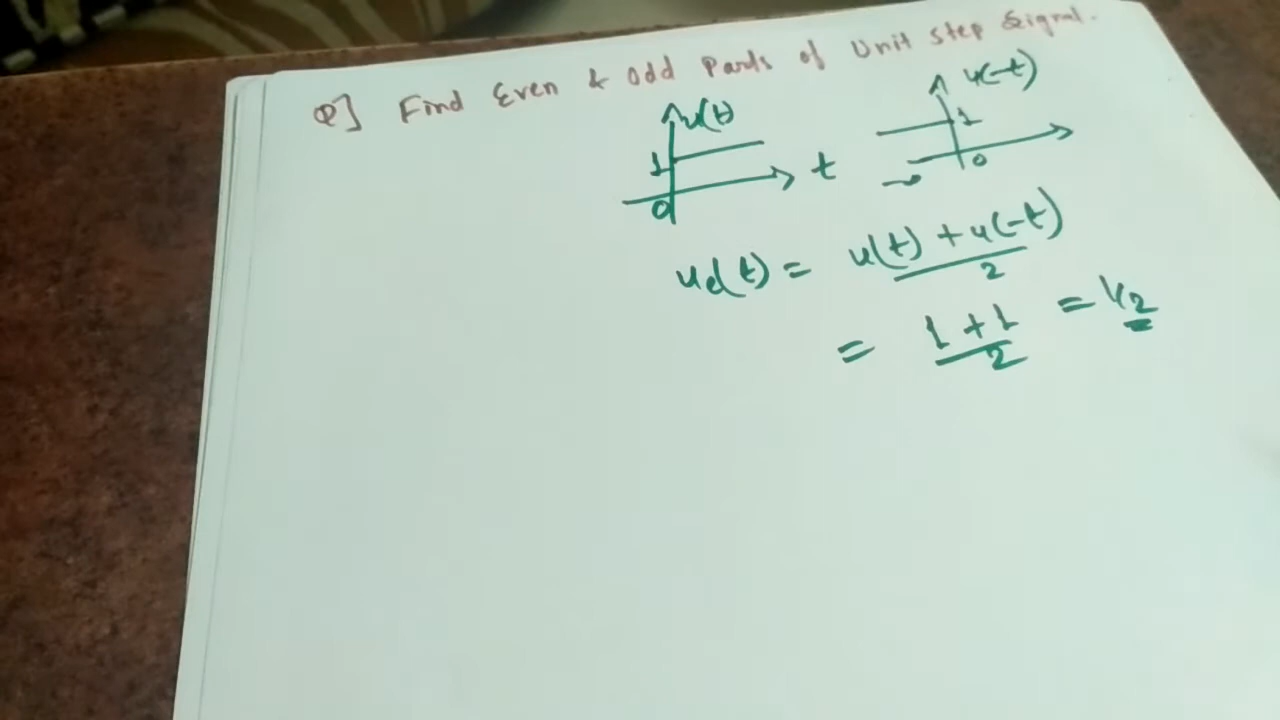 Q] Find Even & Odd Parts of Unit Step Signal.
u(t) u(-t)
1 1
0 t 0
ue(t) = u(t) + u(-t) / 2
= 1 + 1 / 2 = 1/2